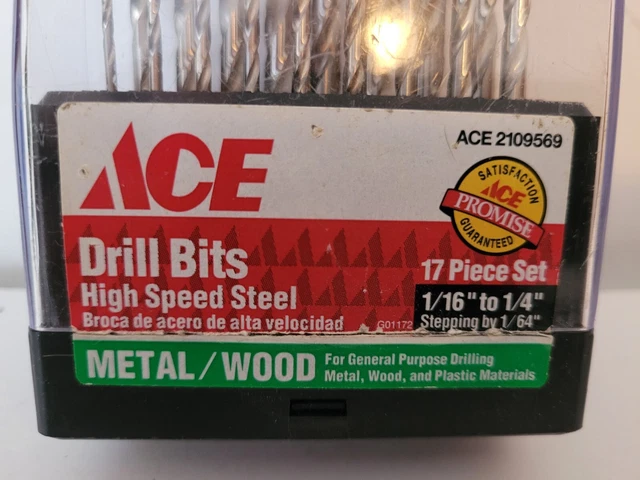 ACE
ACE 2109569
SATISFACTION
ACE
PROMISE
GUARANTEED
Drill Bits
17 Piece Set
High Speed Steel
1/16" to 1/4"
Broca de acero de alta velocidad
G01172
Stepping by 1/64"
METAL/WOOD
For General Purpose Drilling
Metal, Wood, and Plastic Materials